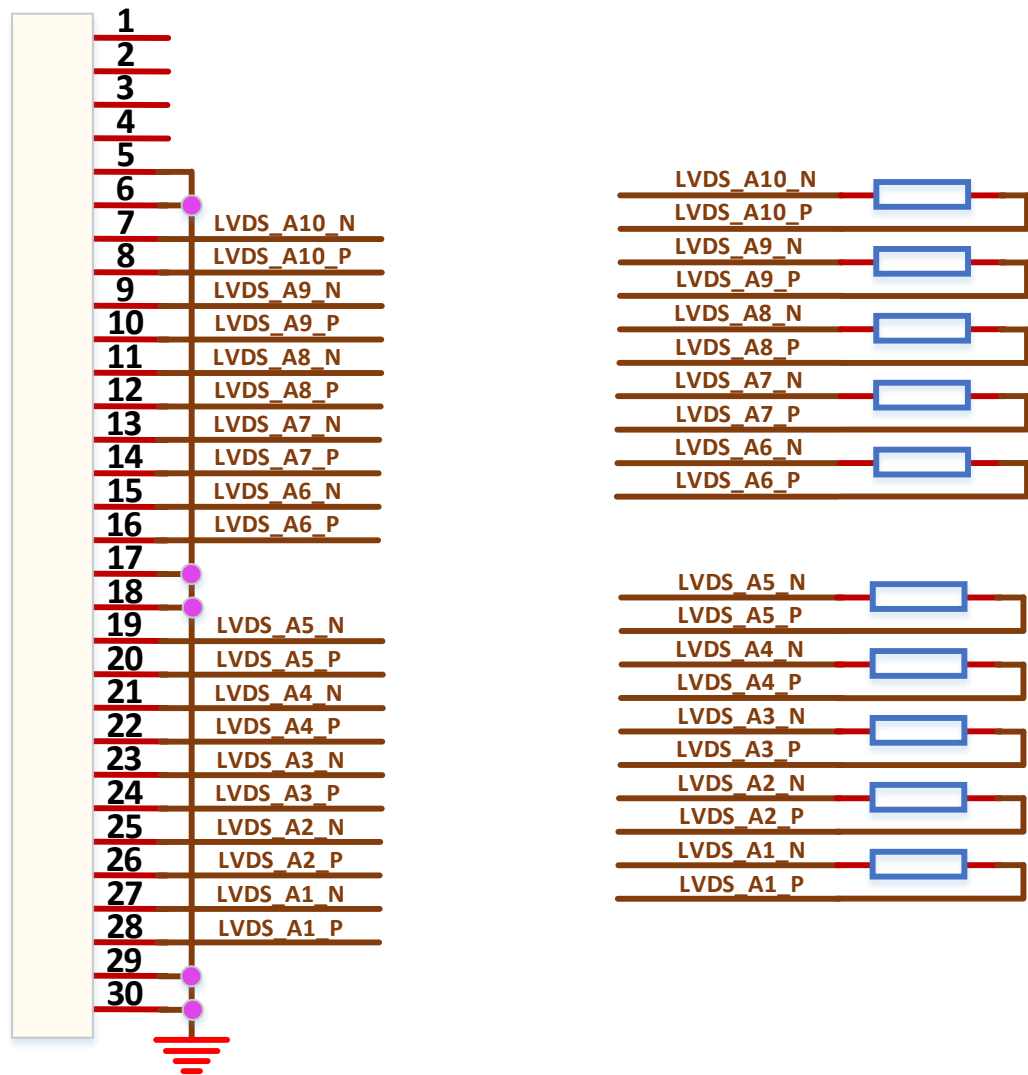 1
2
3
4
5
6
7
8
9
10
11
12
13
14
15
16
17
18
19
20
21
22
23
24
25
26
27
28
29
30
LVDS_A10_N
LVDS_A10_P
LVDS_A9_N
LVDS_A9_P
LVDS_A8_N
LVDS_A8_P
LVDS_A7_N
LVDS_A7_P
LVDS_A6_N
LVDS_A6_P
LVDS_A5_N
LVDS_A5_P
LVDS_A4_N
LVDS_A4_P
LVDS_A3_N
LVDS_A3_P
LVDS_A2_N
LVDS_A2_P
LVDS_A1_N
LVDS_A1_P
LVDS_A10_N
LVDS_A10_P
LVDS_A9_N
LVDS_A9_P
LVDS_A8_N
LVDS_A8_P
LVDS_A7_N
LVDS_A7_P
LVDS_A6_N
LVDS_A6_P
LVDS_A5_N
LVDS_A5_P
LVDS_A4_N
LVDS_A4_P
LVDS_A3_N
LVDS_A3_P
LVDS_A2_N
LVDS_A2_P
LVDS_A1_N
LVDS_A1_P